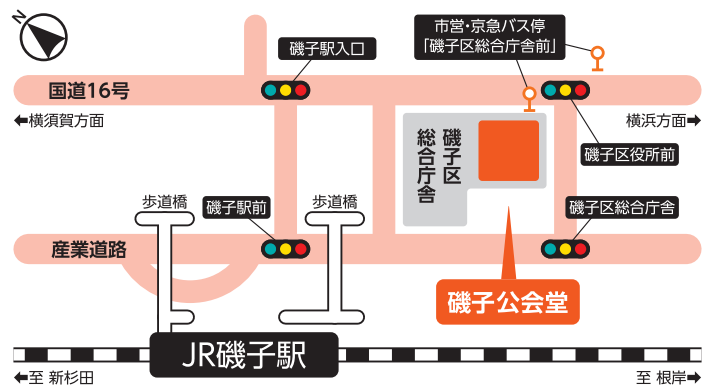 N
磯子駅入口
市営・京急バス停
「磯子区総合庁舎前」
国道16号
横須賀方面
横浜方面
磯子区
総合庁舎
磯子区役所前
歩道橋
磯子駅前
歩道橋
磯子区総合庁舎
産業道路
磯子公会堂
JR磯子駅
至 新杉田
至 根岸